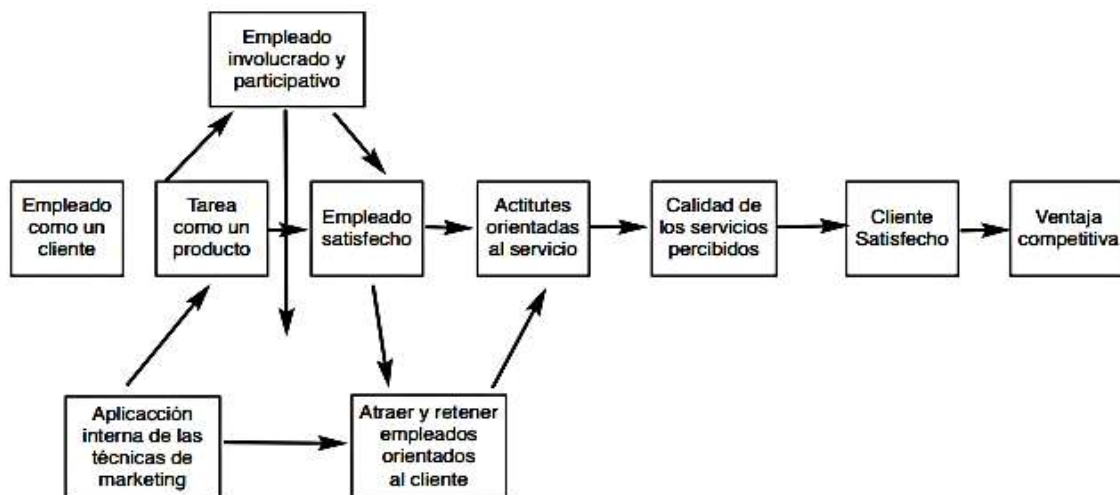 Empleado
involucrado y
participativo
Empleado
como un
cliente
Tarea
como un
producto
Empleado
satisfecho
Actitutes
orientadas
al servicio
Calidad de
los servicios
percibidos
Cliente
Satisfecho
Ventaja
competitiva
Aplicacción
interna de las
técnicas de
marketing
Atraer y retener
empleados
orientados
al cliente